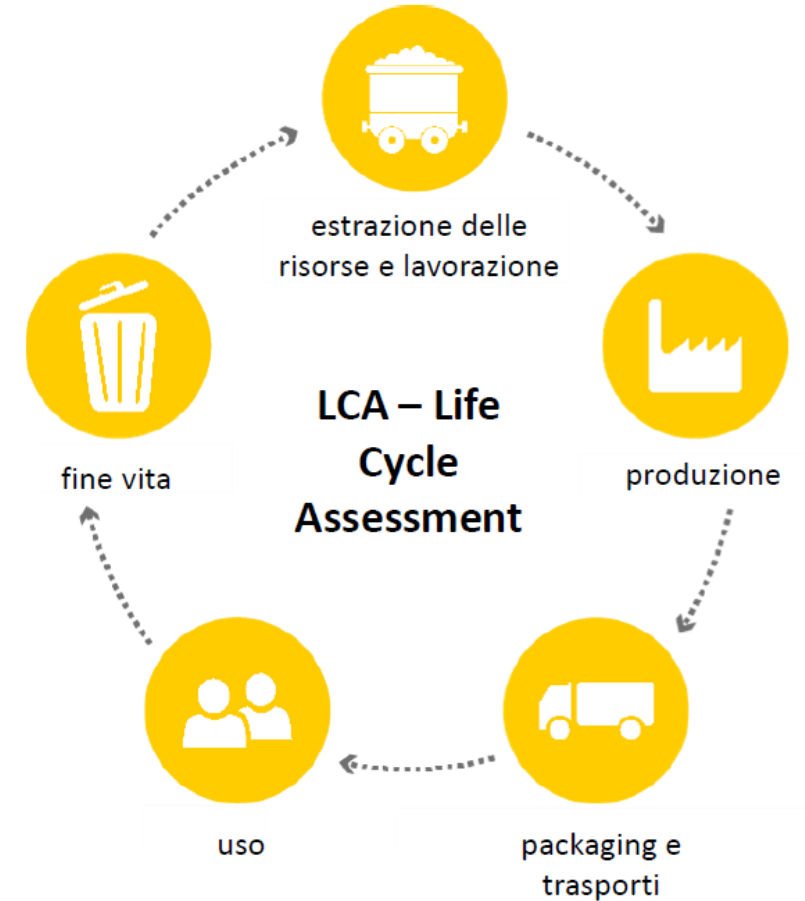 estrazione delle
risorse e lavorazione
LCA – Life
Cycle
Assessment
produzione
fine vita
uso
packaging e
trasporti